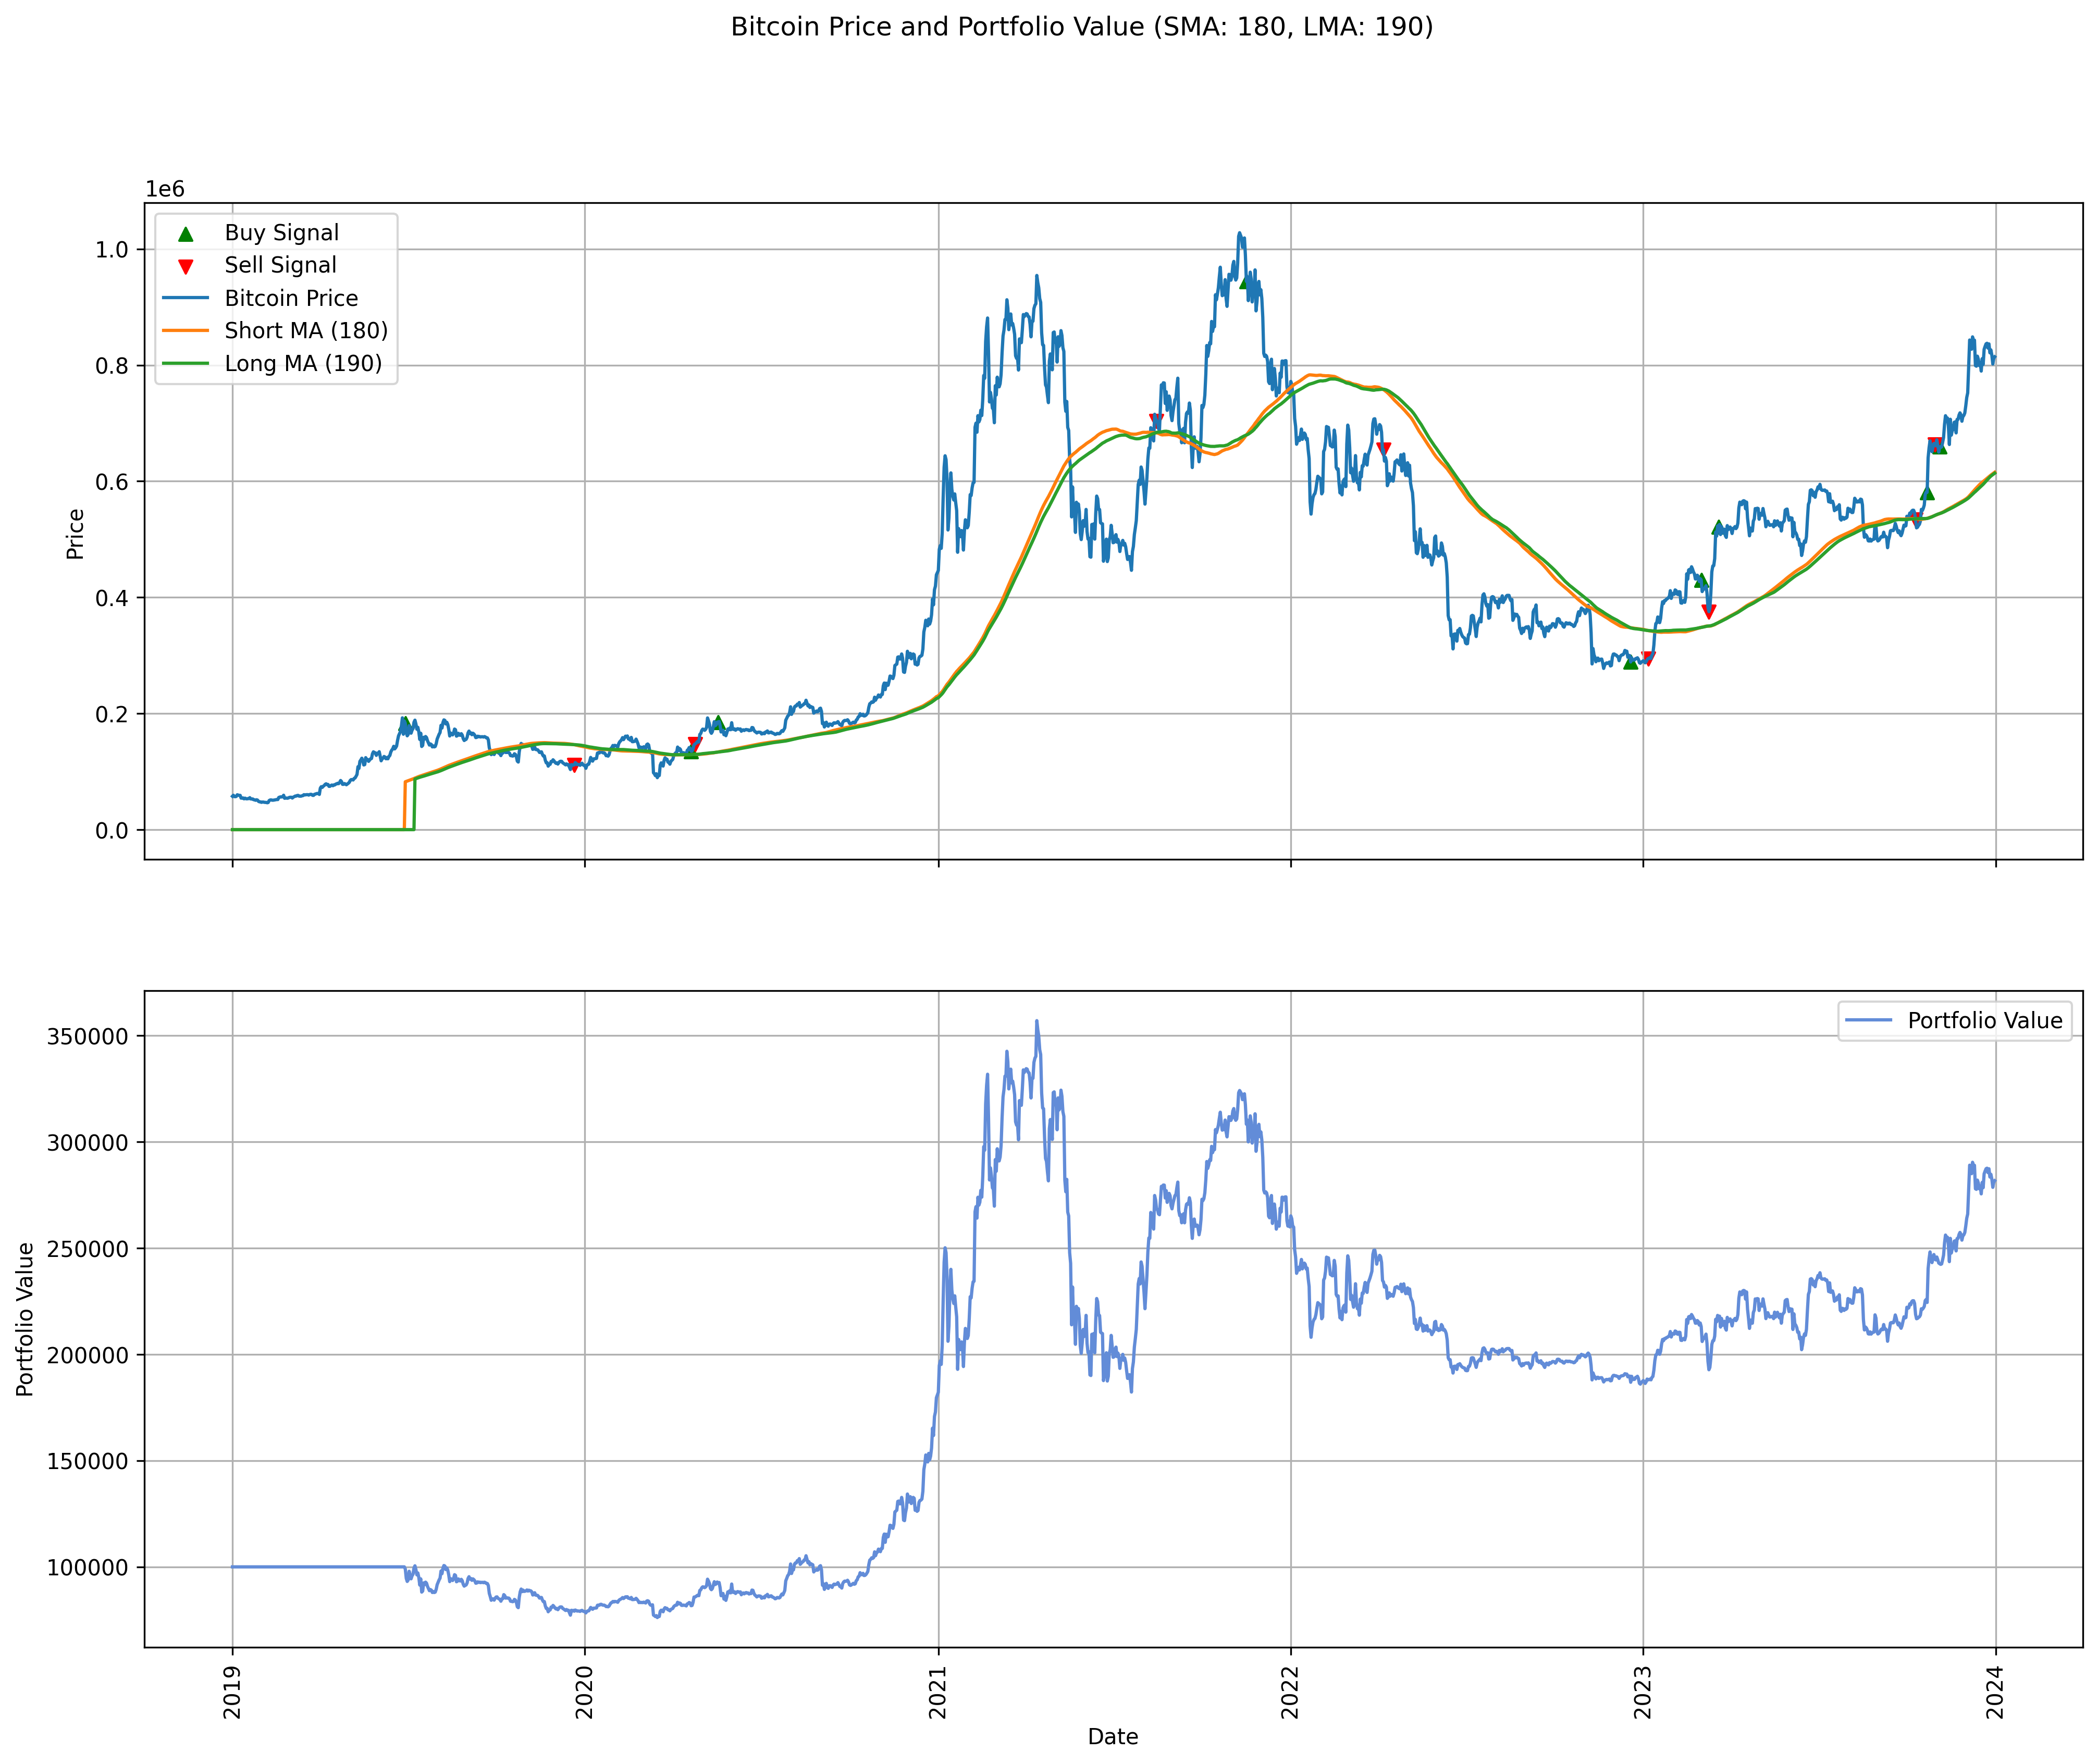 Bitcoin Price and Portfolio Value (SMA: 180, LMA: 190)
1e6
Buy Signal
Sell Signal
Bitcoin Price
Short MA (180)
Long MA (190)
Price
1.0
0.8
0.6
0.4
0.2
0.0
Portfolio Value
Portfolio Value
350000
300000
250000
200000
150000
100000
2019
2020
2021
2022
2023
2024
Date